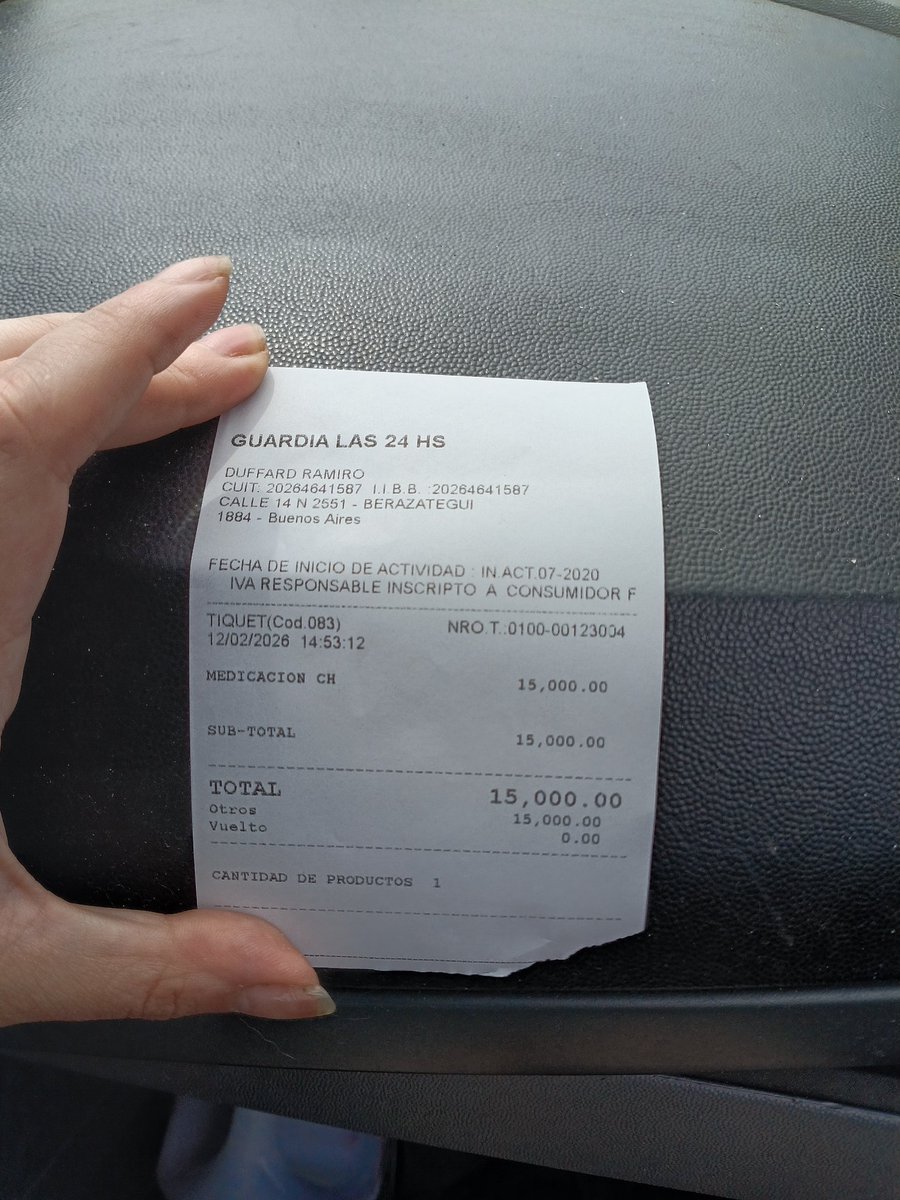 GUARDIA LAS 24 HS
DUFFARD RAMIRO
CUIT: 20264641587 I.I.B.B. :20264641587
CALLE 14 N 2551 - BERAZATEGUI
1884 - Buenos Aires
FECHA DE INICIO DE ACTIVIDAD : IN.ACT.07-2020
IVA RESPONSABLE INSCRIPTO A CONSUMIDOR F
TIQUET(Cod.083) NRO.T.:0100-00123004
12/02/2026 14:53:12
MEDICACION CH 15,000.00
SUB-TOTAL 15,000.00
TOTAL 15,000.00
Otros 15,000.00
Vuelto 0.00
CANTIDAD DE PRODUCTOS 1